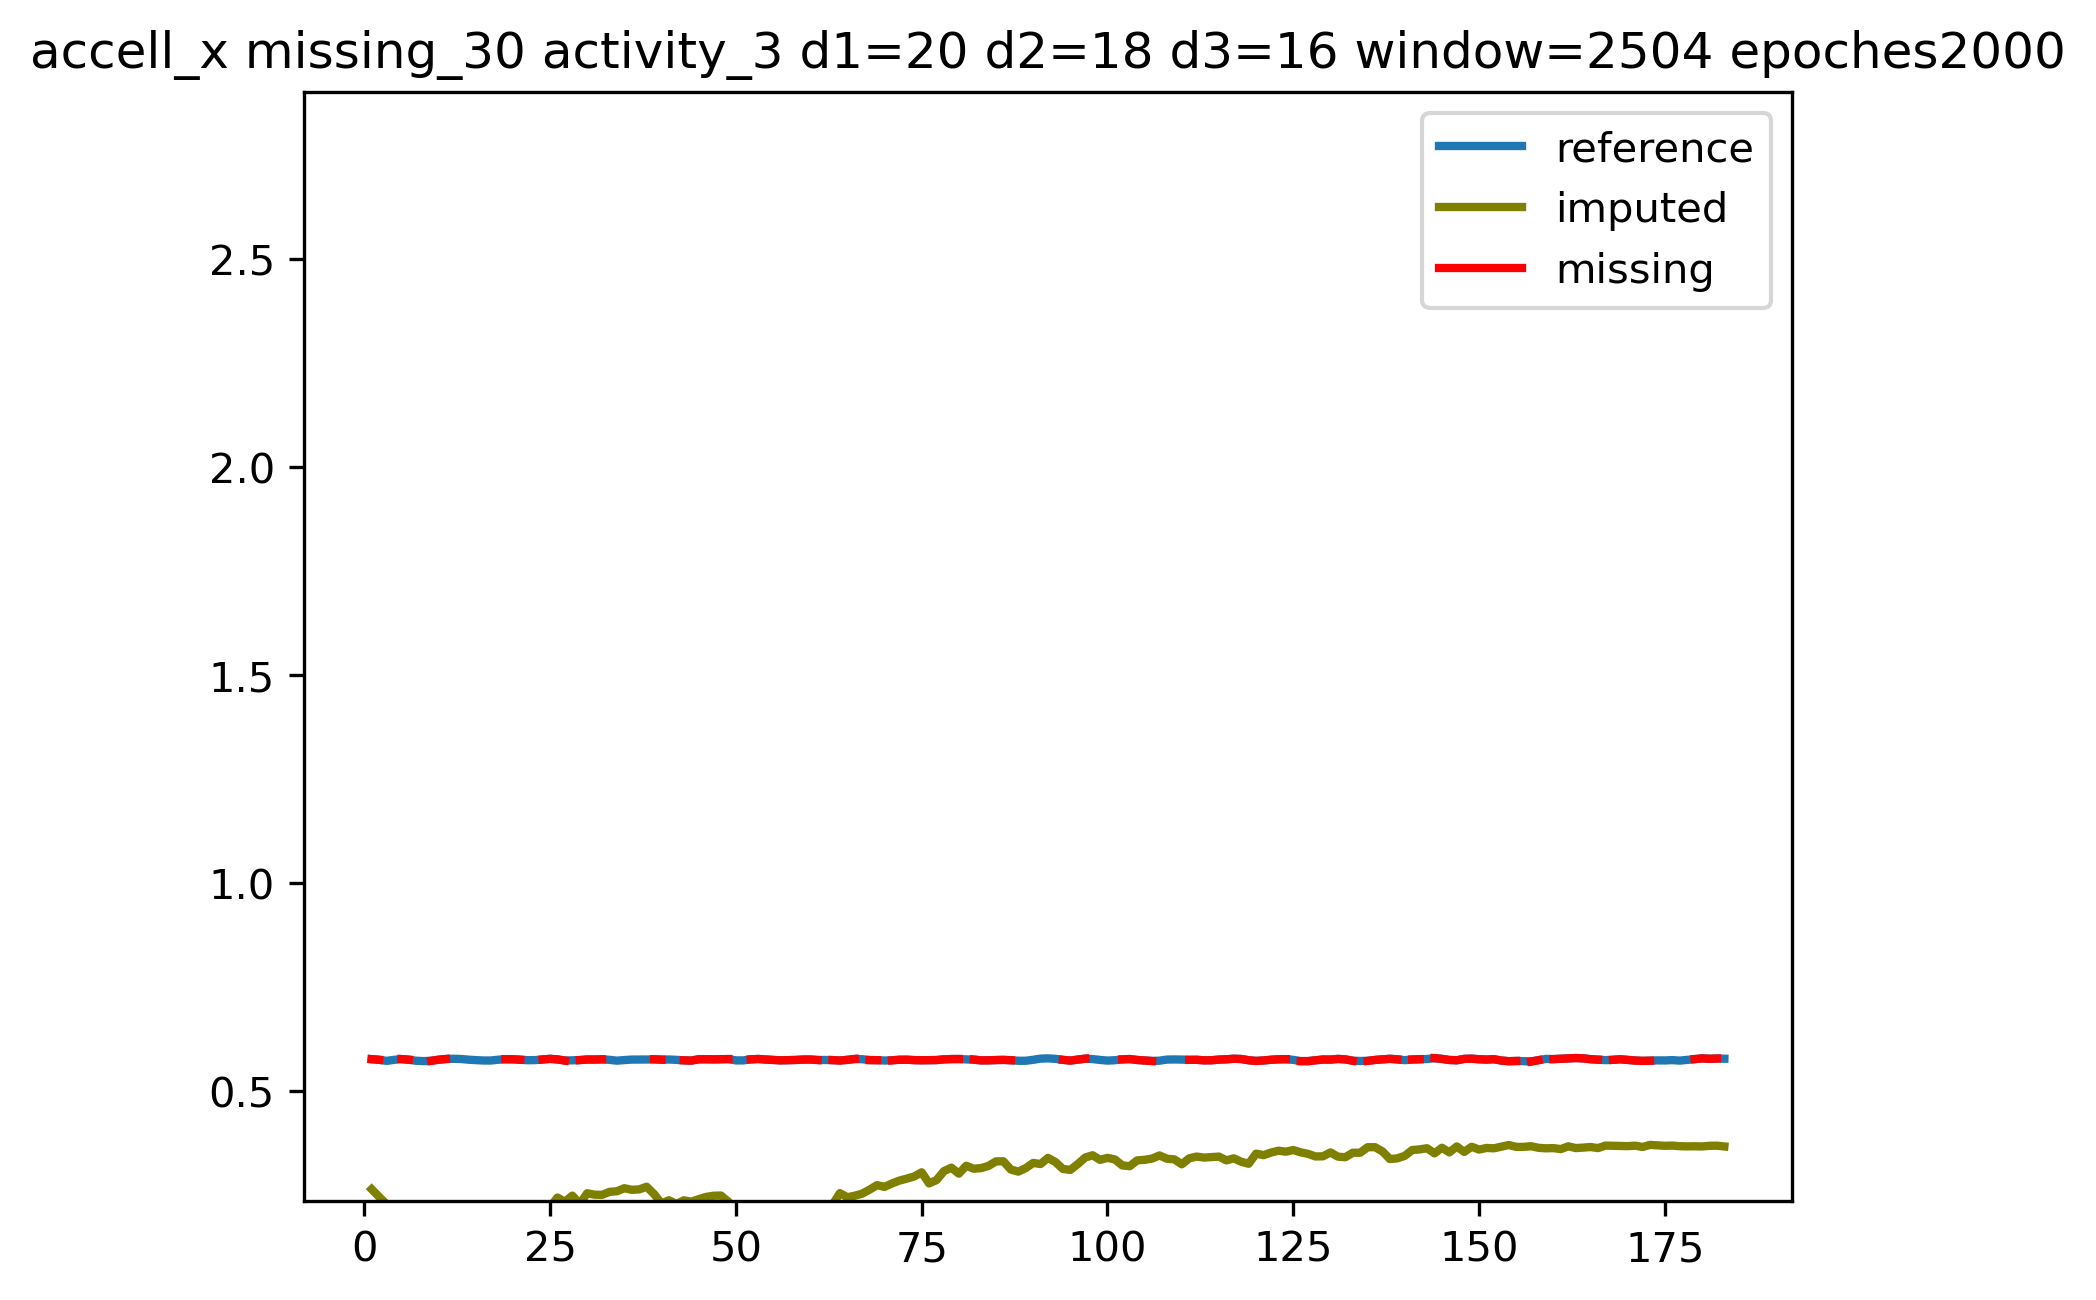 accell_x missing_30 activity_3 d1=20 d2=18 d3=16 window=2504 epoches2000
reference
imputed
missing
2.5
2.0
1.5
1.0
0.5
0 25 50 75 100 125 150 175